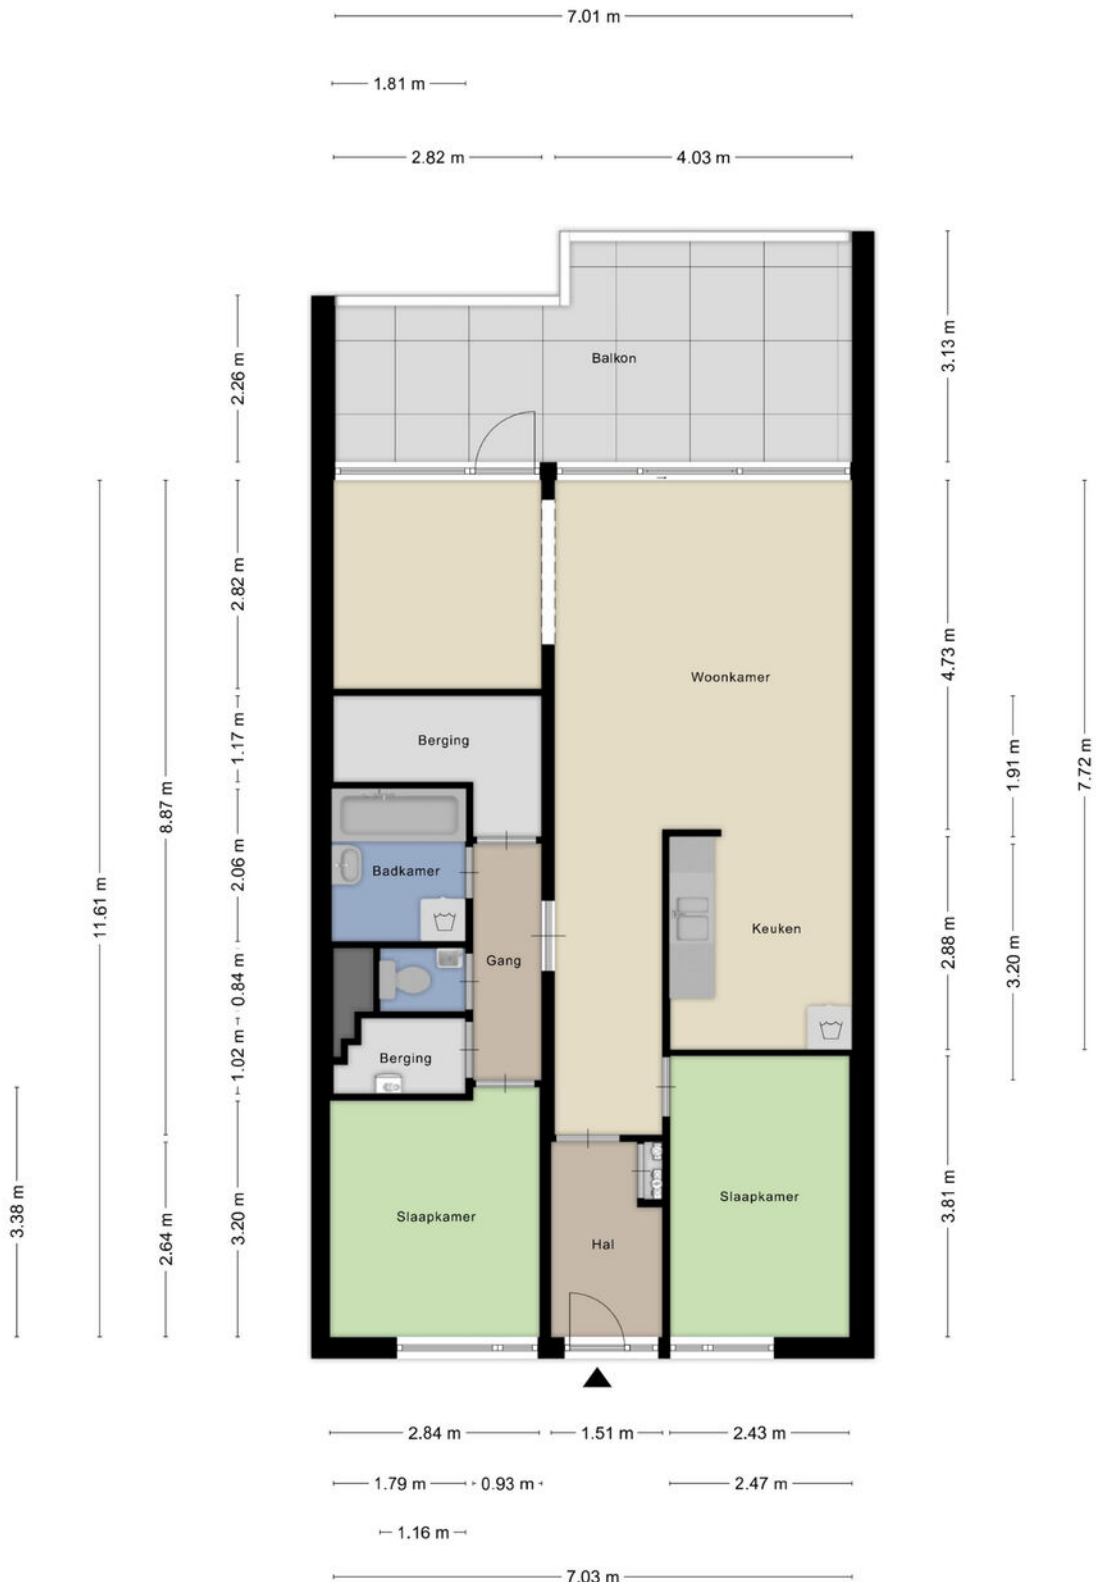 7.01 m
1.81 m
2.82 m
4.03 m
2.26 m
3.13 m
Balkon
2.82 m
4.73 m
Woonkamer
1.17 m
Berging
1.91 m
7.72 m
8.87 m
11.61 m
2.06 m
Badkamer
Keuken
2.88 m
3.20 m
0.84 m
Gang
1.02 m
Berging
3.38 m
2.64 m
3.20 m
Slaapkamer
Hal
Slaapkamer
3.81 m
2.84 m
1.51 m
2.43 m
1.79 m
0.93 m
2.47 m
1.16 m
7.03 m